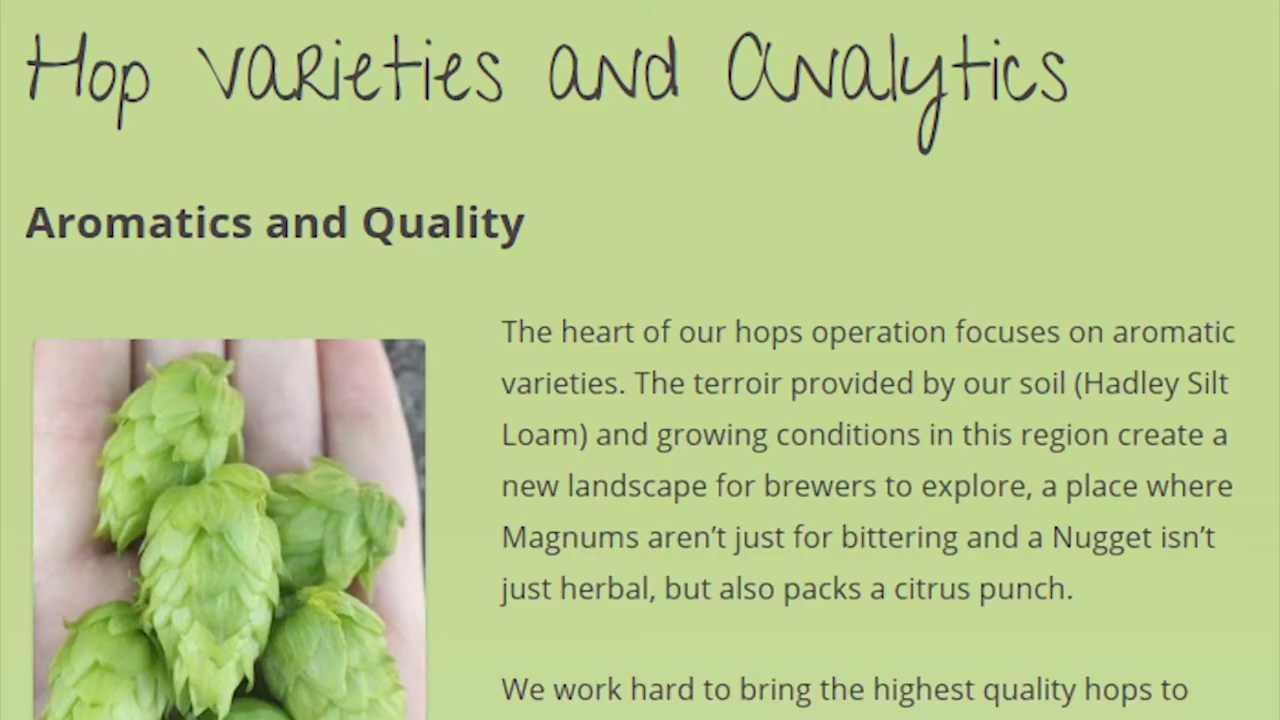 Hop Varieties and Analytics
Aromatics and Quality
The heart of our hops operation focuses on aromatic
varieties. The terroir provided by our soil (Hadley Silt
Loam) and growing conditions in this region create a
new landscape for brewers to explore, a place where
Magnums aren’t just for bittering and a Nugget isn’t
just herbal, but also packs a citrus punch.
We work hard to bring the highest quality hops to